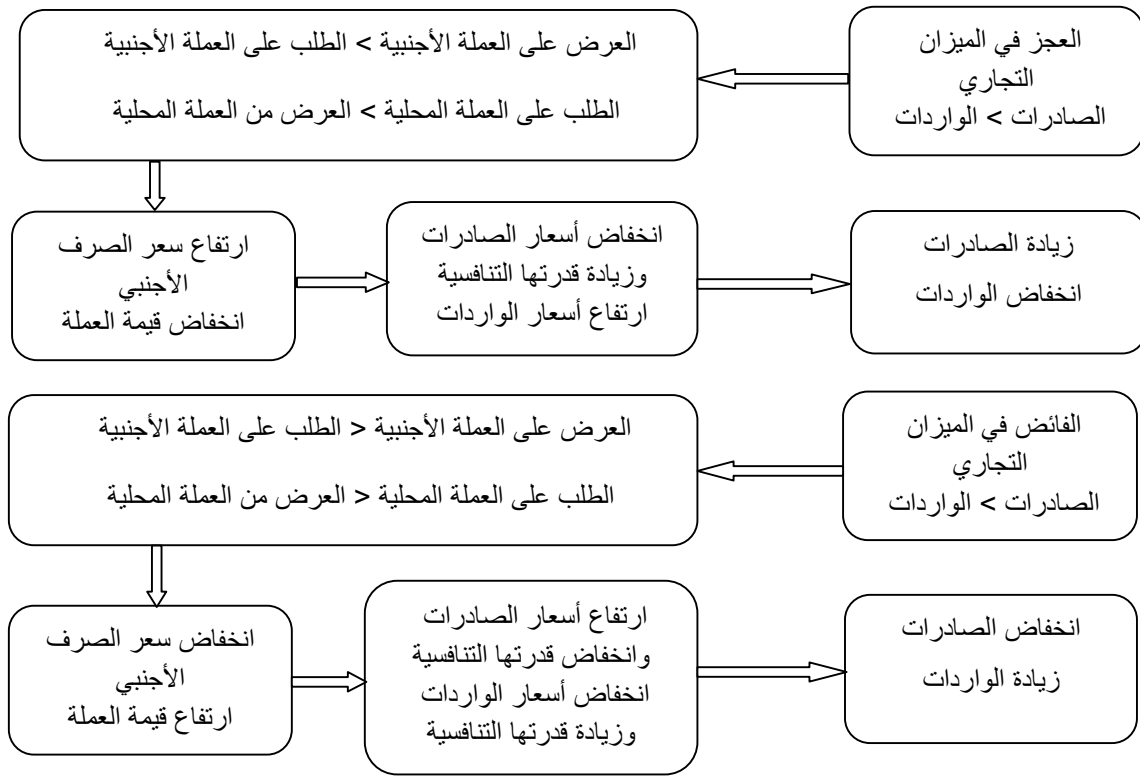 العجز في الميزان
التجاري
الصادرات < الواردات
العرض على العملة الأجنبية < الطلب على العملة الأجنبية
الطلب على العملة المحلية < العرض من العملة المحلية
ارتفاع سعر الصرف
الأجنبي
انخفاض قيمة العملة
انخفاض أسعار الصادرات
وزيادة قدرتها التنافسية
ارتفاع أسعار الواردات
زيادة الصادرات
انخفاض الواردات
الفائض في الميزان
التجاري
الصادرات < الواردات
العرض على العملة الأجنبية > الطلب على العملة الأجنبية
الطلب على العملة المحلية > العرض من العملة المحلية
انخفاض سعر الصرف
الأجنبي
ارتفاع قيمة العملة
ارتفاع أسعار الصادرات
وانخفاض قدرتها التنافسية
انخفاض أسعار الواردات
وزيادة قدرتها التنافسية
انخفاض الصادرات
زيادة الواردات